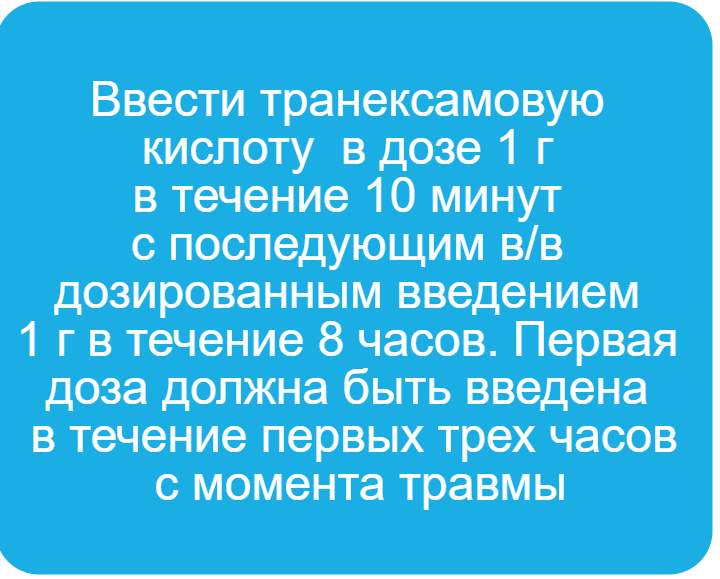 Ввести транексамовую
кислоту в дозе 1 г
в течение 10 минут
с последующим в/в
дозированным введением
1 г в течение 8 часов. Первая
доза должна быть введена
в течение первых трех часов
с момента травмы